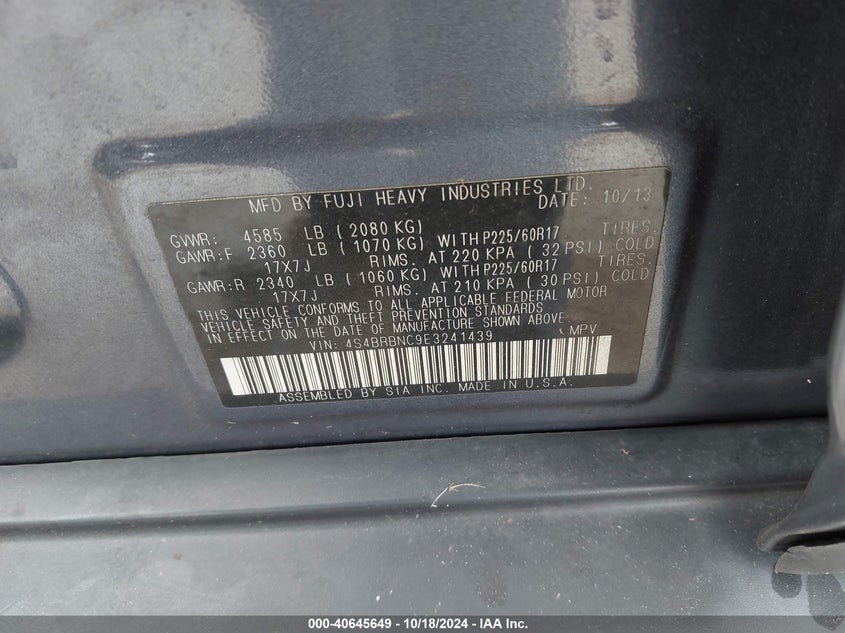 MFD BY FUJI HEAVY INDUSTRIES LTD.
DATE: 10/13
GVWR: 4585 LB ( 2080 KG)
GAWR:F 2360 LB ( 1070 KG) WITH P225/60R17 TIRES.
17X7J RIMS. AT 220 KPA ( 32 PSI) COLD
GAWR:R 2340 LB ( 1060 KG) WITH P225/60R17 TIRES.
17X7J RIMS. AT 210 KPA ( 30 PSI) COLD
THIS VEHICLE CONFORMS TO ALL APPLICABLE FEDERAL MOTOR
VEHICLE SAFETY AND THEFT PREVENTION STANDARDS
IN EFFECT ON THE DATE OF MANUFACTURE SHOWN ABOVE.
VIN: 4S4BRBNC9E3241439 MPV
ASSEMBLED BY SIA INC. MADE IN U.S.A.
000-40645649 - 10/18/2024 - IAA Inc.